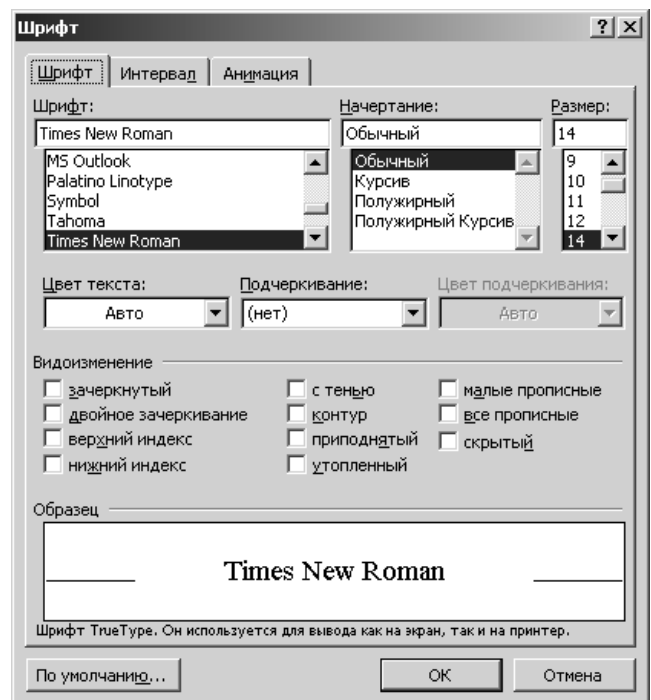 Шрифт
Шрифт Интервал Анимация
Шрифт: Начертание: Размер:
Times New Roman Обычный 14
MS Outlook Обычный 9
Palatino Linotype Курсив 10
Symbol Полужирный 11
Tahoma Полужирный Курсив 12
Times New Roman 14
Цвет текста: Подчеркивание: Цвет подчеркивания:
Авто (нет) Авто
Видоизменение
зачеркнутый с тенью малые прописные
двойное зачеркивание контур все прописные
верхний индекс приподнятый скрытый
нижний индекс утопленный
Образец
Times New Roman
Шрифт TrueType. Он используется для вывода как на экран, так и на принтер.
По умолчанию... ОК Отмена